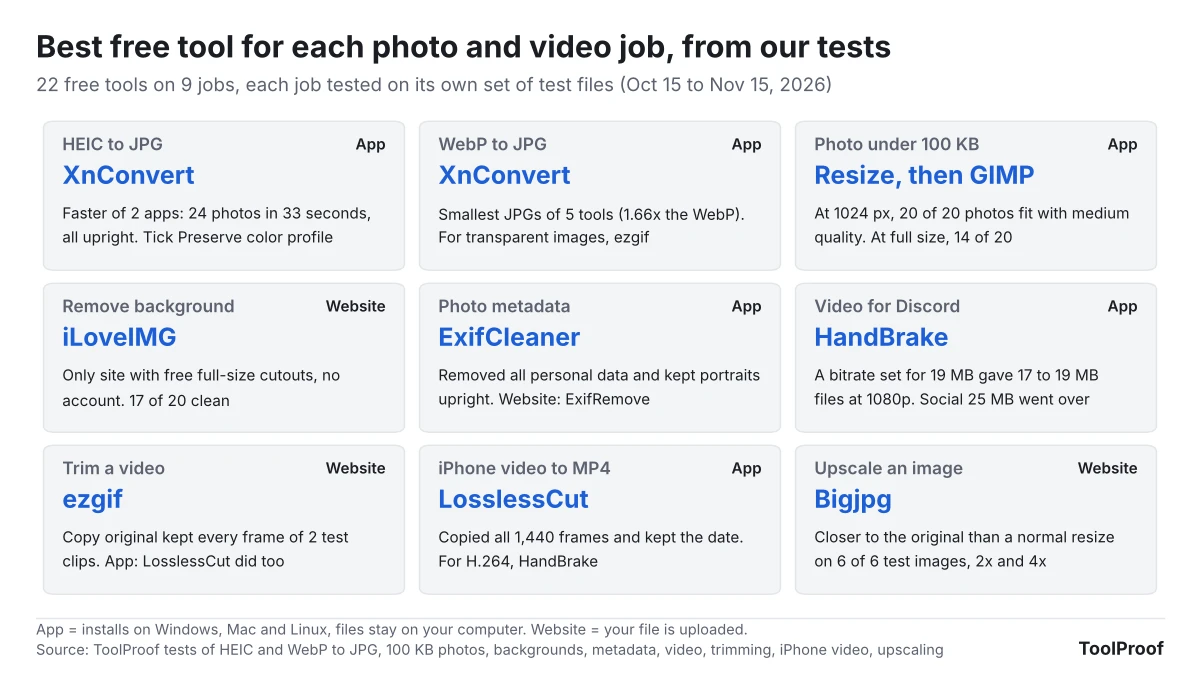 Best free tool for each photo and video job, from our tests
22 free tools on 9 jobs, each job tested on its own set of test files (Oct 15 to Nov 15, 2026)
HEIC to JPG App
XnConvert
Faster of 2 apps: 24 photos in 33 seconds,
all upright. Tick Preserve color profile
WebP to JPG App
XnConvert
Smallest JPGs of 5 tools (1.66x the WebP).
For transparent images, ezgif
Photo under 100 KB App
Resize, then GIMP
At 1024 px, 20 of 20 photos fit with medium
quality. At full size, 14 of 20
Remove background Website
iLoveIMG
Only site with free full-size cutouts, no
account. 17 of 20 clean
Photo metadata App
ExifCleaner
Removed all personal data and kept portraits
upright. Website: ExifRemove
Video for Discord App
HandBrake
A bitrate set for 19 MB gave 17 to 19 MB
files at 1080p. Social 25 MB went over
Trim a video Website
ezgif
Copy original kept every frame of 2 test
clips. App: LosslessCut did too
iPhone video to MP4 App
LosslessCut
Copied all 1,440 frames and kept the date.
For H.264, HandBrake
Upscale an image Website
Bigjpg
Closer to the original than a normal resize
on 6 of 6 test images, 2x and 4x
App = installs on Windows, Mac and Linux, files stay on your computer. Website = your file is uploaded.
Source: ToolProof tests of HEIC and WebP to JPG, 100 KB photos, backgrounds, metadata, video, trimming, iPhone video, upscaling
ToolProof